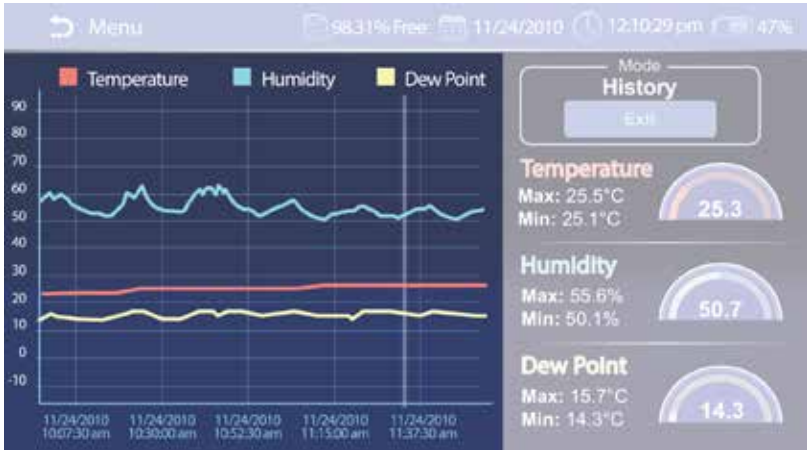 Menu 98.31% Free 11/24/2010 12:10:29 pm 47%
Temperature Humidity Dew Point
90
80
70
60
50
40
30
20
10
0
-10
11/24/2010 11/24/2010 11/24/2010 11/24/2010 11/24/2010
10:07:30 am 10:30:00 am 10:52:30 am 11:15:00 am 11:37:30 am
Mode
History
Exit
Temperature
Max: 25.5°C
Min: 25.1°C
25.3
Humidity
Max: 55.6%
Min: 50.1%
50.7
Dew Point
Max: 15.7°C
Min: 14.3°C
14.3